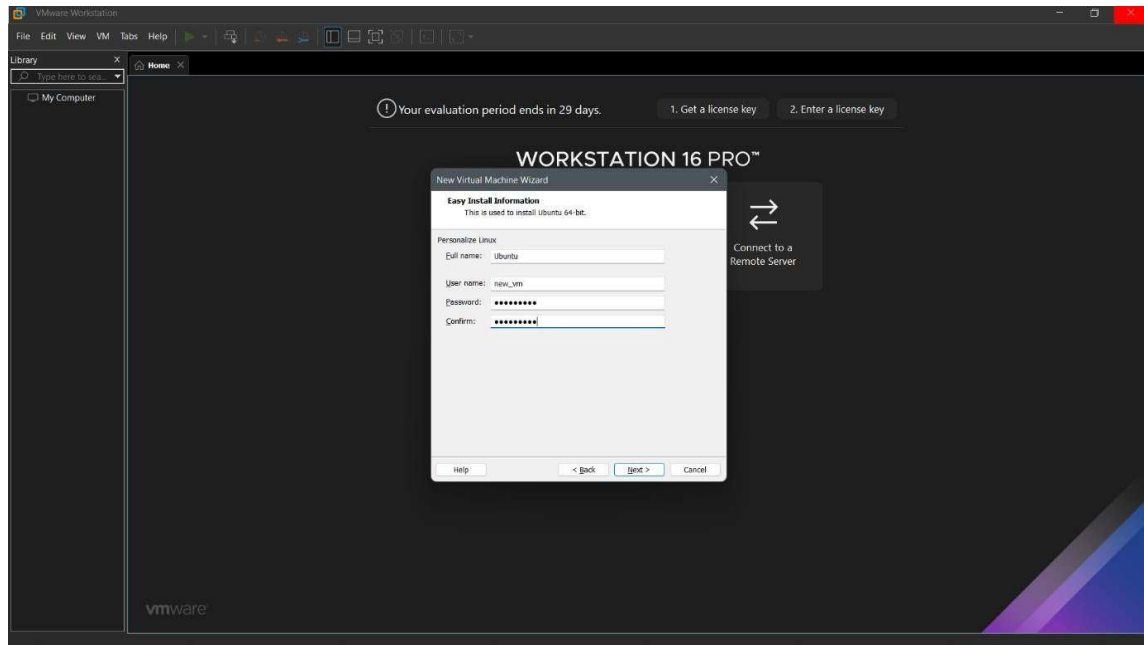 VMware Workstation
File Edit View VM Tabs Help
Library X
Home X
Type here to sea...
My Computer
Your evaluation period ends in 29 days.
1. Get a license key
2. Enter a license key
WORKSTATION 16 PRO™
New Virtual Machine Wizard
Easy Install Information
This is used to install Ubuntu 64-bit.
Personalize Linux
Full name: Ubuntu
User name: new_vm
Password: •••••••••
Confirm: •••••••••
Help < Back Next > Cancel
Connect to a
Remote Server
vmware